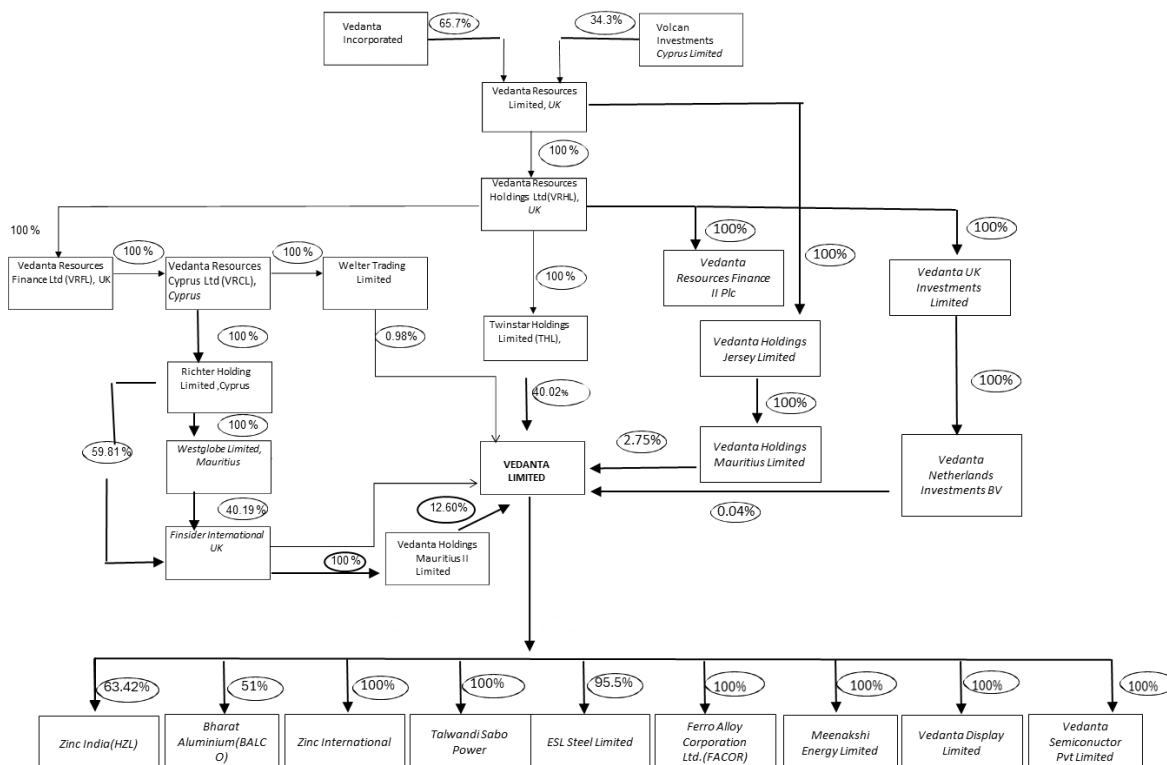 Vedanta
Incorporated
65.7%
34.3%
Volcan
Investments
Cyprus Limited
Vedanta Resources
Limited, UK
100 %
Vedanta Resources
Holdings Ltd(VRHL),
UK
100 %
100 %
100 %
100%
100%
100%
Vedanta Resources
Finance Ltd (VRFL), UK
Vedanta Resources
Cyprus Ltd (VRCL),
Cyprus
Welter Trading
Limited
100 %
Vedanta
Resources Finance
II Plc
Vedanta UK
Investments
Limited
100 %
0.98%
Twinstar Holdings
Limited (THL),
Vedanta Holdings
Jersey Limited
Richter Holding
Limited ,Cyprus
40.02%
100%
100%
100 %
59.81%
Westglobe Limited,
Mauritius
VEDANTA
LIMITED
2.75%
Vedanta Holdings
Mauritius Limited
Vedanta
Netherlands
Investments BV
40.19%
12.60%
0.04%
Finsider International
UK
100 %
Vedanta Holdings
Mauritius II
Limited
63.42%
51%
100%
100%
95.5%
100%
100%
100%
100%
Zinc India(HZL)
Bharat
Aluminium(BALC
O)
Zinc International
Talwandi Sabo
Power
ESL Steel Limited
Ferro Alloy
Corporation
Ltd.(FACOR)
Meenakshi
Energy Limited
Vedanta Display
Limited
Vedanta
Semiconuctor
Pvt Limited